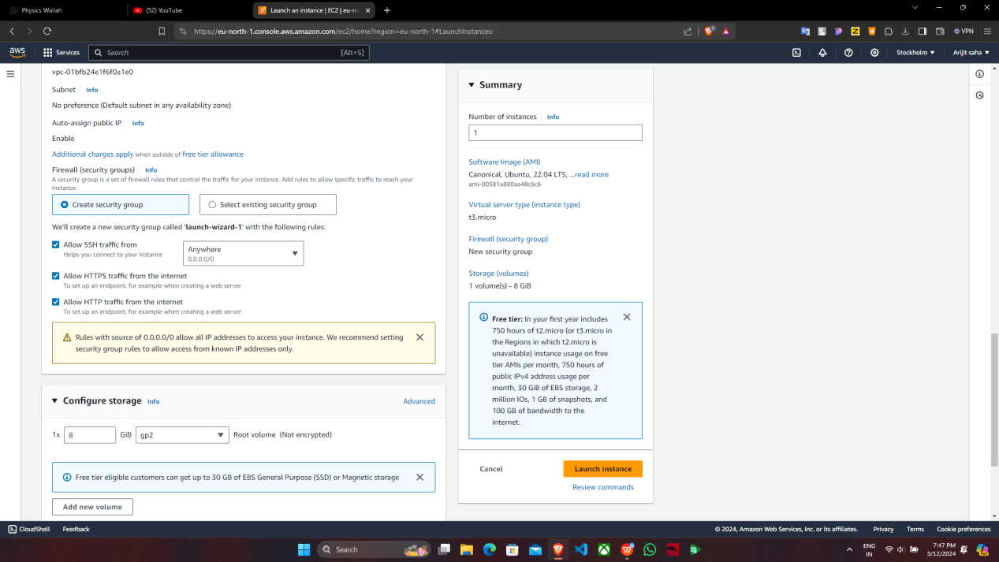 Physics Wallah
(52) YouTube
Launch an instance | EC2 | eu-no
https://eu-north-1.console.aws.amazon.com/ec2/home?region=eu-north-1#LaunchInstances:
VPN
aws
Services
Search
[Alt+S]
Stockholm
Arijit saha
vpc-01bfb24e1f6f0a1e0
Subnet
Info
No preference (Default subnet in any availability zone)
Auto-assign public IP
Info
Enable
Additional charges apply when outside of free tier allowance
Firewall (security groups)
Info
A security group is a set of firewall rules that control the traffic for your instance. Add rules to allow specific traffic to reach your
instance.
Create security group
Select existing security group
We'll create a new security group called 'launch-wizard-1' with the following rules:
Allow SSH traffic from
Helps you connect to your instance
Anywhere
0.0.0.0/0
Allow HTTPS traffic from the internet
To set up an endpoint, for example when creating a web server
Allow HTTP traffic from the internet
To set up an endpoint, for example when creating a web server
Rules with source of 0.0.0.0/0 allow all IP addresses to access your instance. We recommend setting
security group rules to allow access from known IP addresses only.
Configure storage
Info
Advanced
1x
8
GiB
gp2
Root volume
(Not encrypted)
Free tier eligible customers can get up to 30 GB of EBS General Purpose (SSD) or Magnetic storage
Add new volume
Summary
Number of instances
Info
1
Software Image (AMI)
Canonical, Ubuntu, 22.04 LTS, ...read more
ami-00381a880aa48c6c6
Virtual server type (instance type)
t3.micro
Firewall (security group)
New security group
Storage (volumes)
1 volume(s) - 8 GiB
Free tier: In your first year includes
750 hours of t2.micro (or t3.micro in
the Regions in which t2.micro is
unavailable) instance usage on free
tier AMIs per month, 750 hours of
public IPv4 address usage per
month, 30 GiB of EBS storage, 2
million IOs, 1 GB of snapshots, and
100 GB of bandwidth to the
internet.
Cancel
Launch instance
Review commands
CloudShell
Feedback
© 2024, Amazon Web Services, Inc. or its affiliates.
Privacy
Terms
Cookie preferences
Search
ENG
IN
7:47 PM
3/12/2024